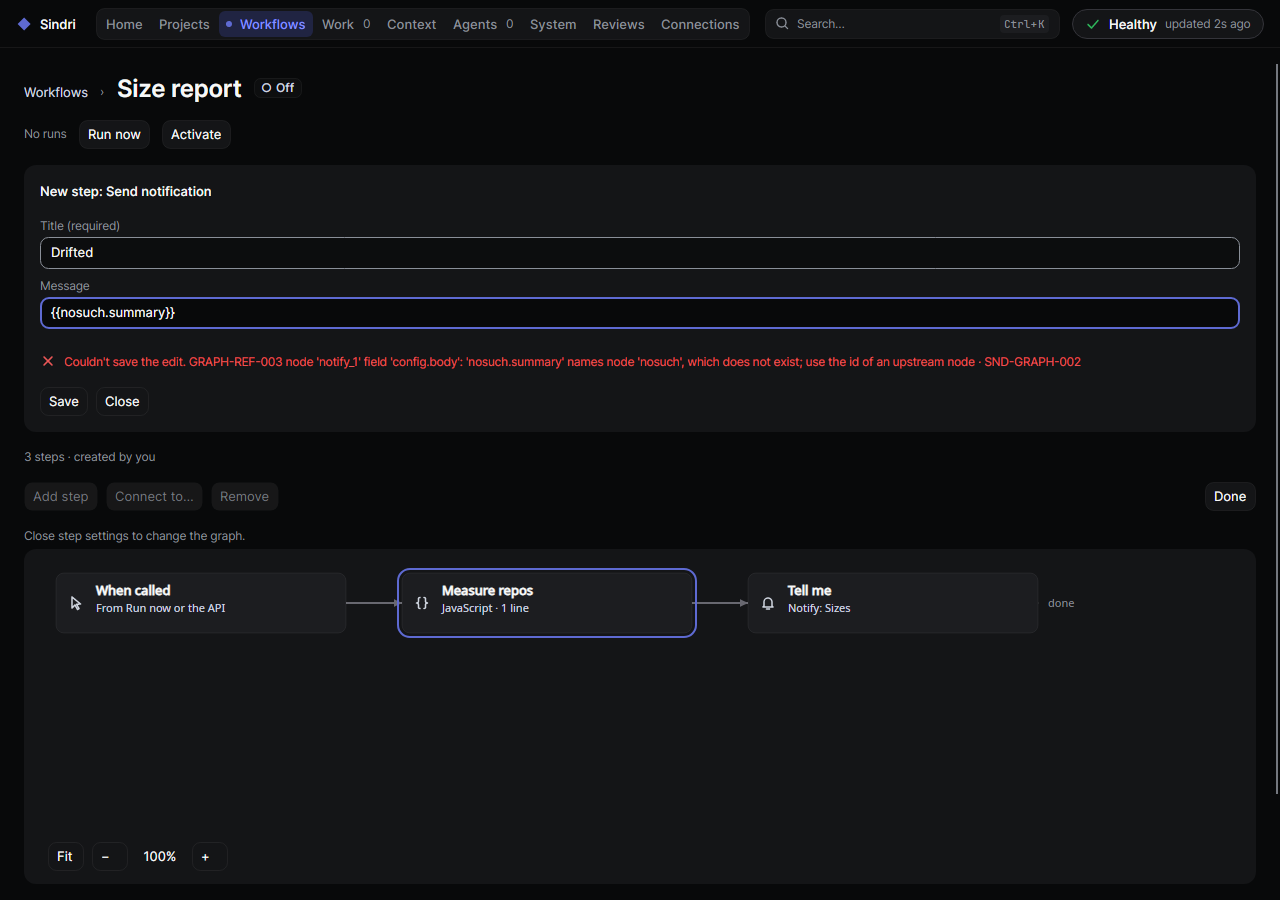 Sindri Home Projects Workflows Work 0 Context Agents 0 System Reviews Connections Search... Ctrl+K Healthy updated 2s ago
Workflows › Size report Off
No runs Run now Activate
New step: Send notification
Title (required)
Drifted
Message
{{nosuch.summary}}
Couldn't save the edit. GRAPH-REF-003 node 'notify_1' field 'config.body': 'nosuch.summary' names node 'nosuch', which does not exist; use the id of an upstream node · SND-GRAPH-002
Save Close
3 steps · created by you
Add step Connect to... Remove Done
Close step settings to change the graph.
When called
From Run now or the API
{} Measure repos
JavaScript · 1 line
Tell me
Notify: Sizes
done
Fit − 100% +